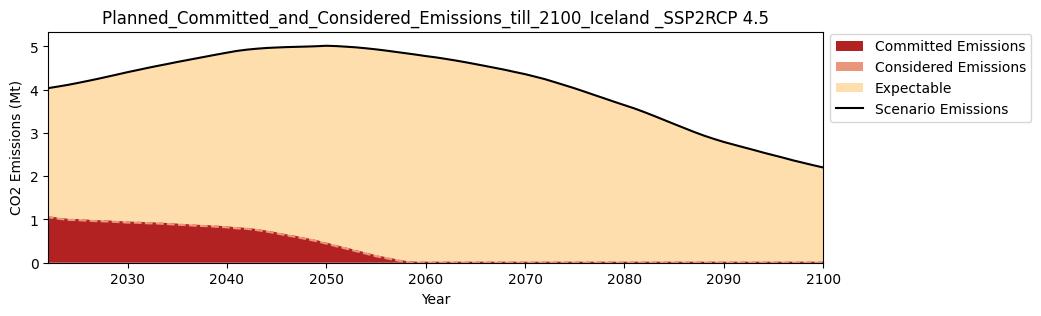 Planned_Committed_and_Considered_Emissions_till_2100_Iceland _SSP2RCP 4.5
CO2 Emissions (Mt)
5
4
3
2
1
0
2030 2040 2050 2060 2070 2080 2090 2100
Year
Committed Emissions
Considered Emissions
Expectable
Scenario Emissions